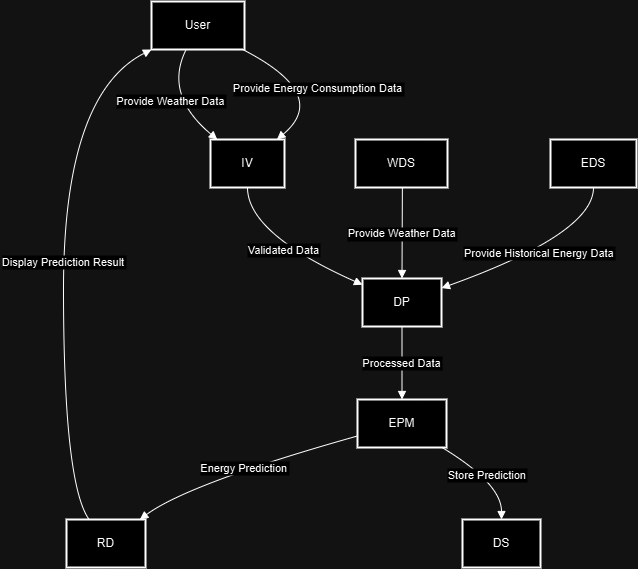 User
Provide Energy Consumption Data
Provide Weather Data
IV
WDS
EDS
Provide Weather Data
Validated Data
Provide Historical Energy Data
Display Prediction Result
DP
Processed Data
EPM
Energy Prediction
Store Prediction
RD
DS